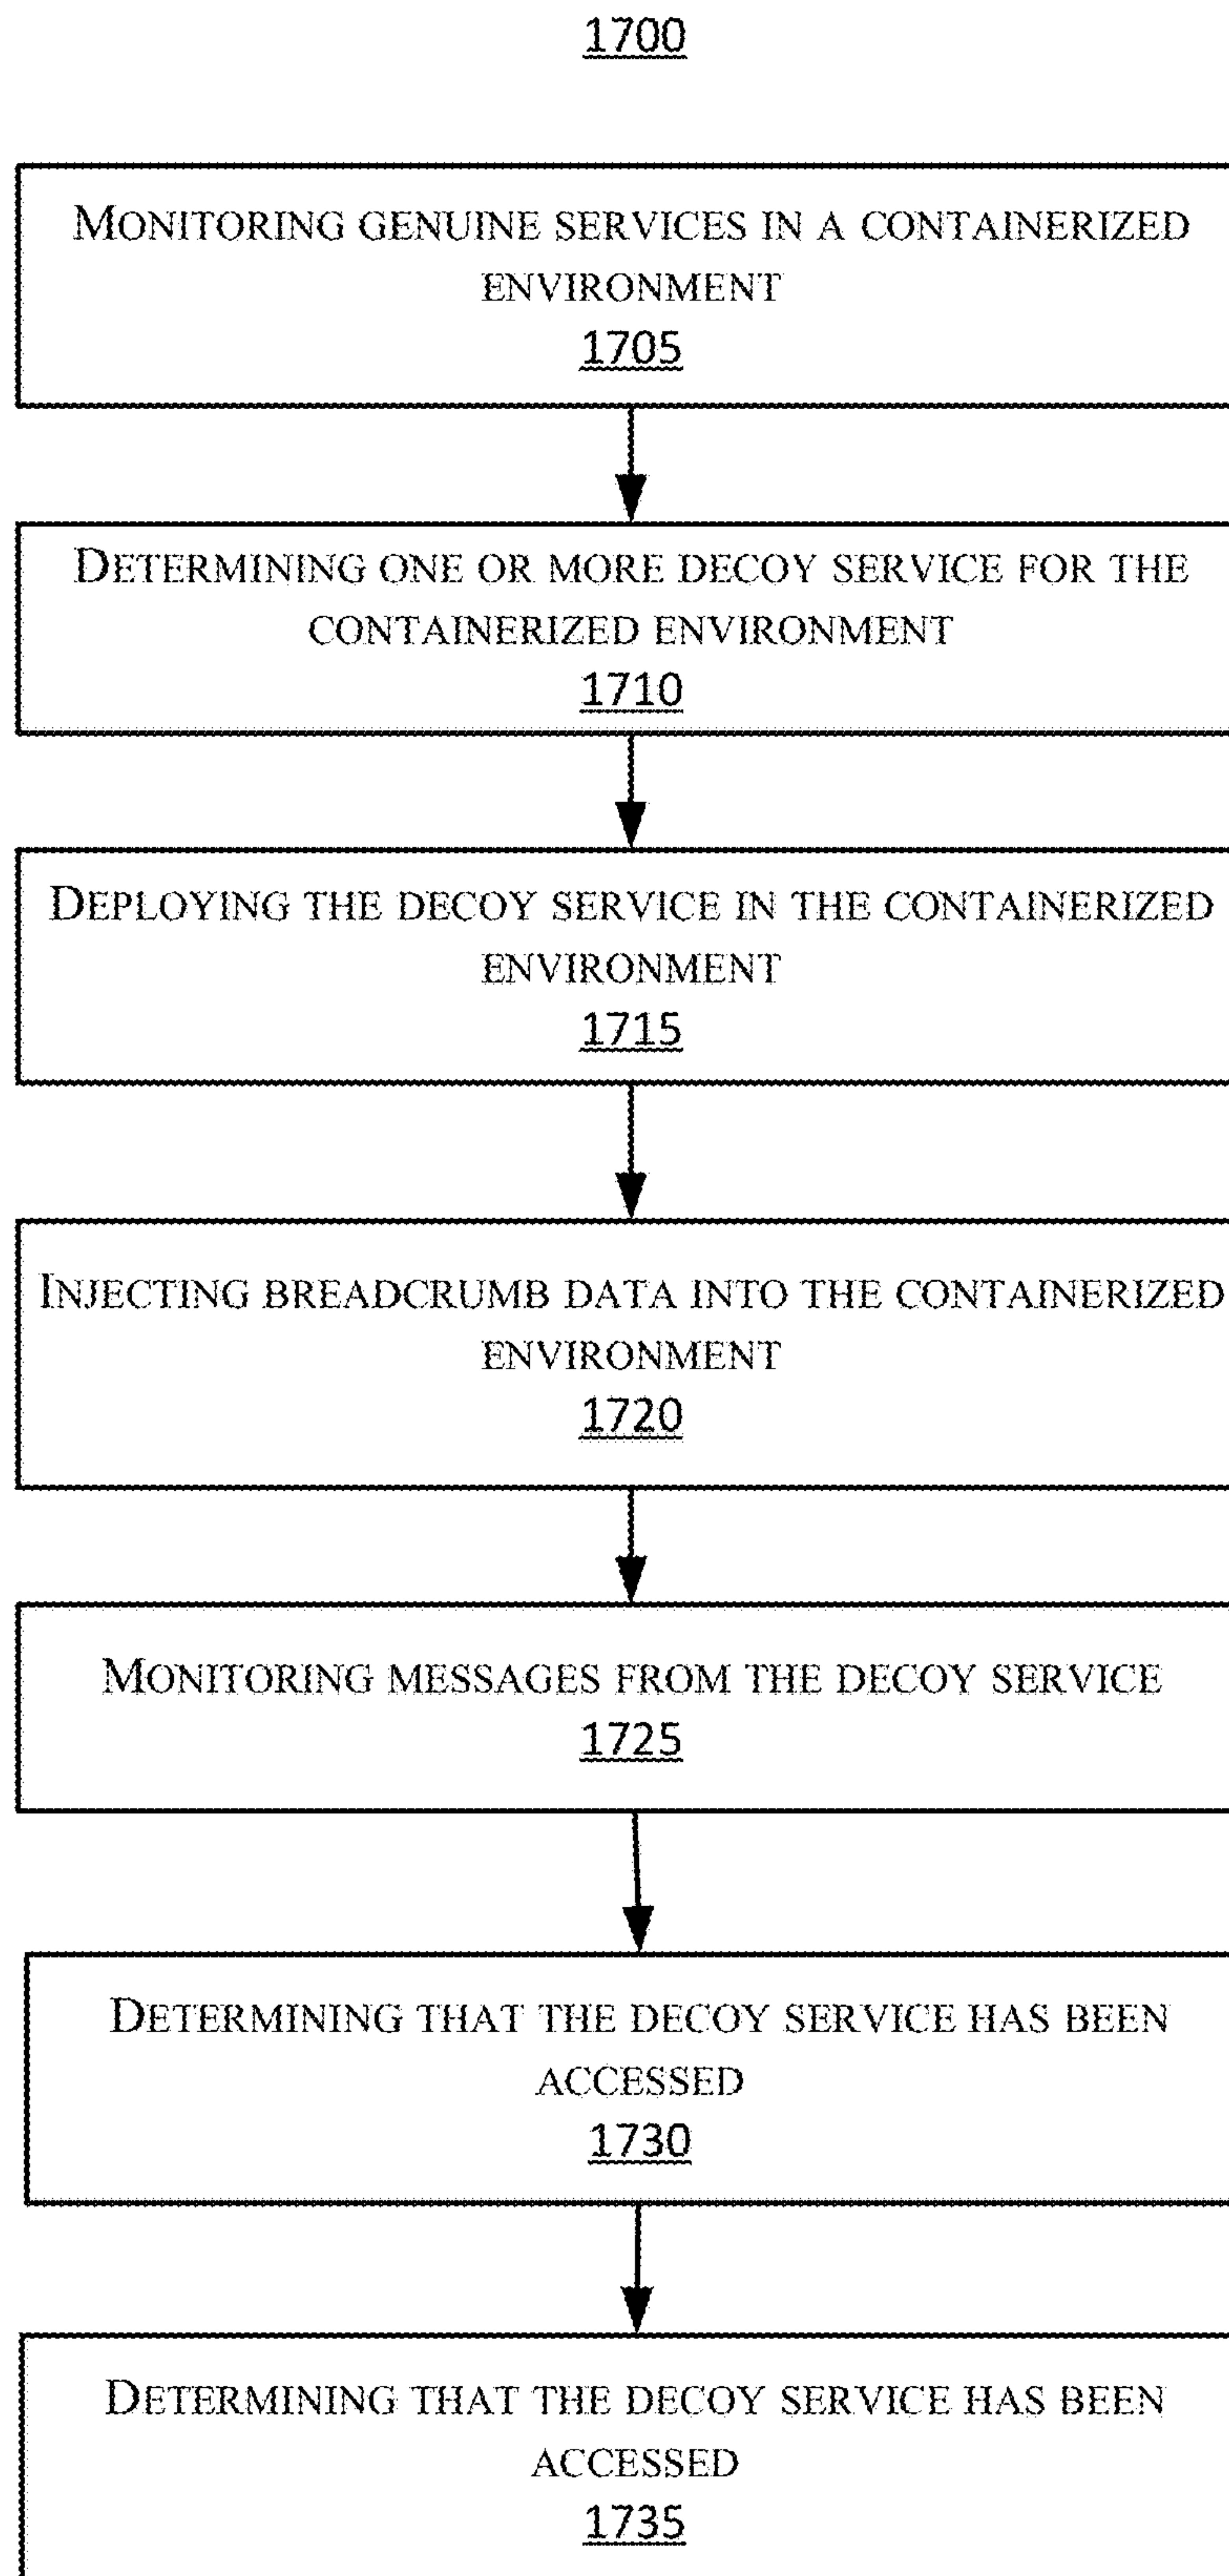 1700
MONITORING GENUINE SERVICES IN A CONTAINERIZED
ENVIRONMENT
1705
DETERMINING ONE OR MORE DECOY SERVICE FOR THE
CONTAINERIZED ENVIRONMENT
1710
DEPLOYING THE DECOY SERVICE IN THE CONTAINERIZED
ENVIRONMENT
1715
INJECTING BREADCRUMB DATA INTO THE CONTAINERIZED
ENVIRONMENT
1720
MONITORING MESSAGES FROM THE DECOY SERVICE
1725
DETERMINING THAT THE DECOY SERVICE HAS BEEN
ACCESSED
1730
DETERMINING THAT THE DECOY SERVICE HAS BEEN
ACCESSED
1735